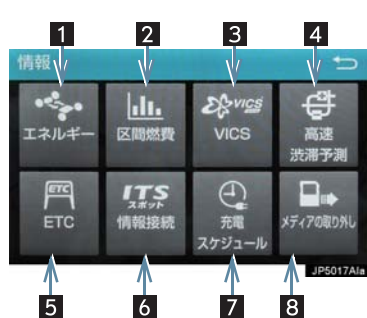 1 2 3 4
情報
VICS
エネルギー 区間燃費 VICS 高速
渋滞予測
ETC ITS
スポット
ETC 情報接続 充電 メディアの取り外し
スケジュール
JP5017AIa
5 6 7 8